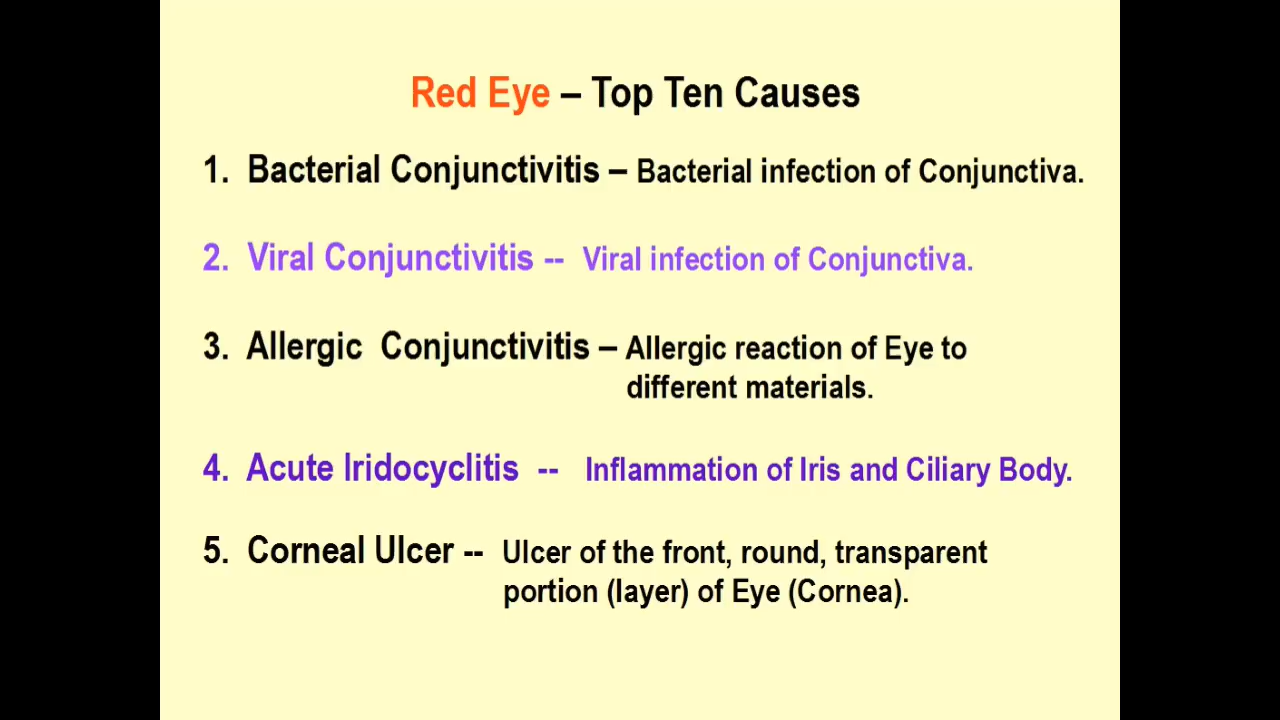 Red Eye – Top Ten Causes
1. Bacterial Conjunctivitis – Bacterial infection of Conjunctiva.
2. Viral Conjunctivitis -- Viral infection of Conjunctiva.
3. Allergic Conjunctivitis – Allergic reaction of Eye to
different materials.
4. Acute Iridocyclitis -- Inflammation of Iris and Ciliary Body.
5. Corneal Ulcer -- Ulcer of the front, round, transparent
portion (layer) of Eye (Cornea).